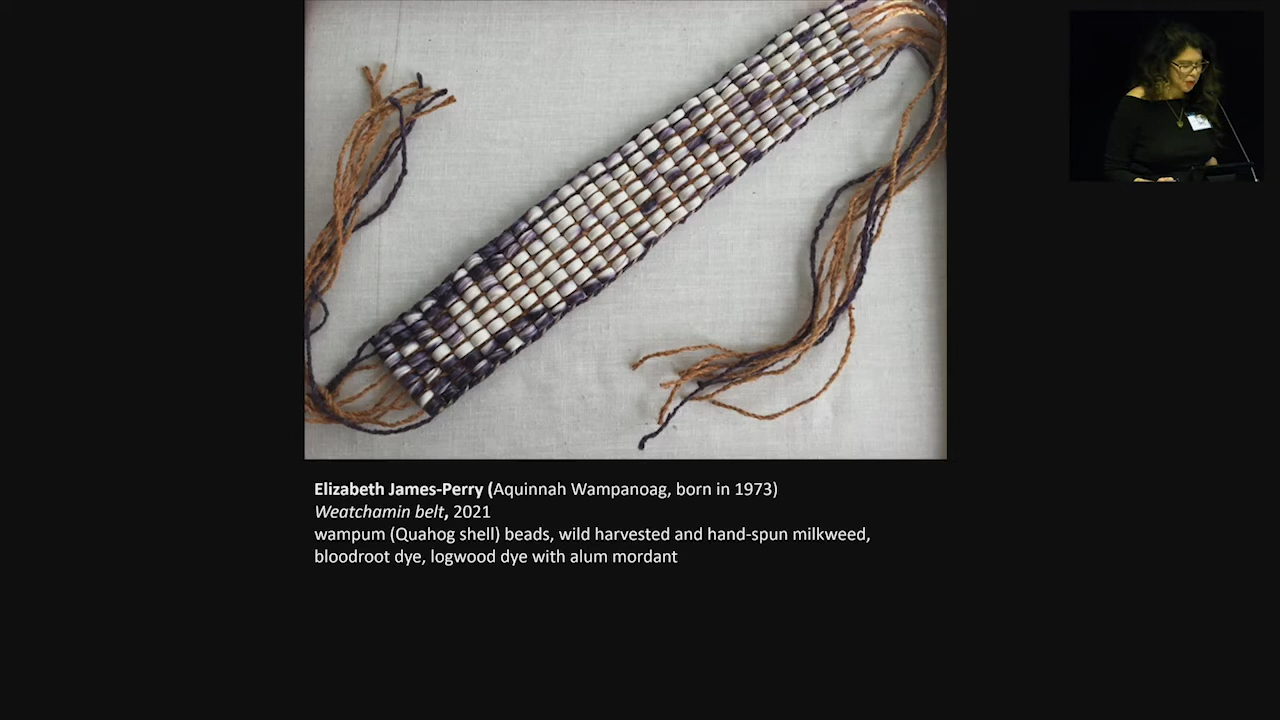 Elizabeth James-Perry (Aquinnah Wampanoag, born in 1973)
Weatchamin belt, 2021
wampum (Quahog shell) beads, wild harvested and hand-spun milkweed,
bloodroot dye, logwood dye with alum mordant